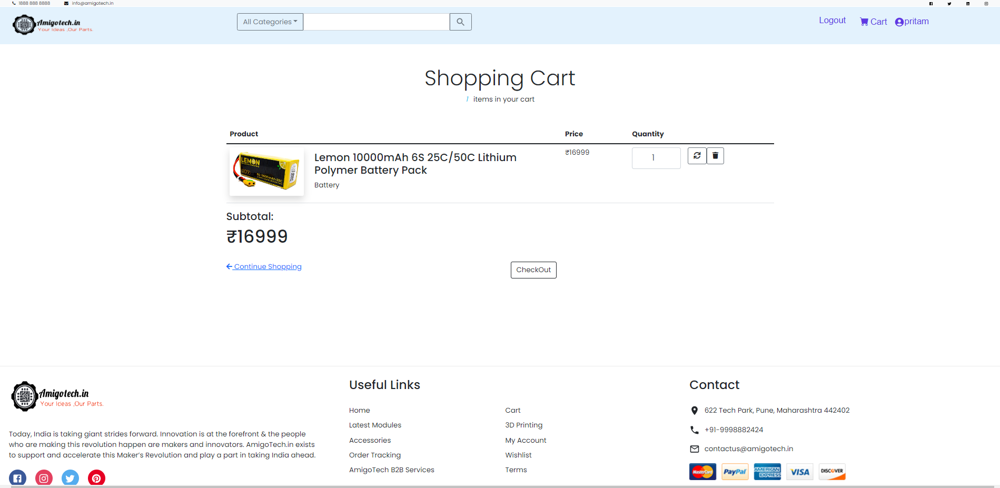 1888 888 8888 info@amigotech.in
Amigotech.in
Your Ideas ,Our Parts.
All Categories
Logout Cart pritam
Shopping Cart
1 items in your cart
Product Price Quantity
LEMON
Lemon 10000mAh 6S 25C/50C Lithium
Polymer Battery Pack
Battery
₹16999
1
Subtotal:
₹16999
Continue Shopping
CheckOut
Amigotech.in
Your Ideas ,Our Parts.
Today, India is taking giant strides forward. Innovation is at the forefront & the people
who are making this revolution happen are makers and innovators. AmigoTech.in exists
to support and accelerate this Maker’s Revolution and play a part in taking India ahead.
Useful Links
Home
Latest Modules
Accessories
Order Tracking
AmigoTech B2B Services
Cart
3D Printing
My Account
Wishlist
Terms
Contact
622 Tech Park, Pune, Maharashtra 442402
+91-9998882424
contactus@amigotech.in
MasterCard
PayPal
AMERICAN
EXPRESS
VISA
DISCOVER